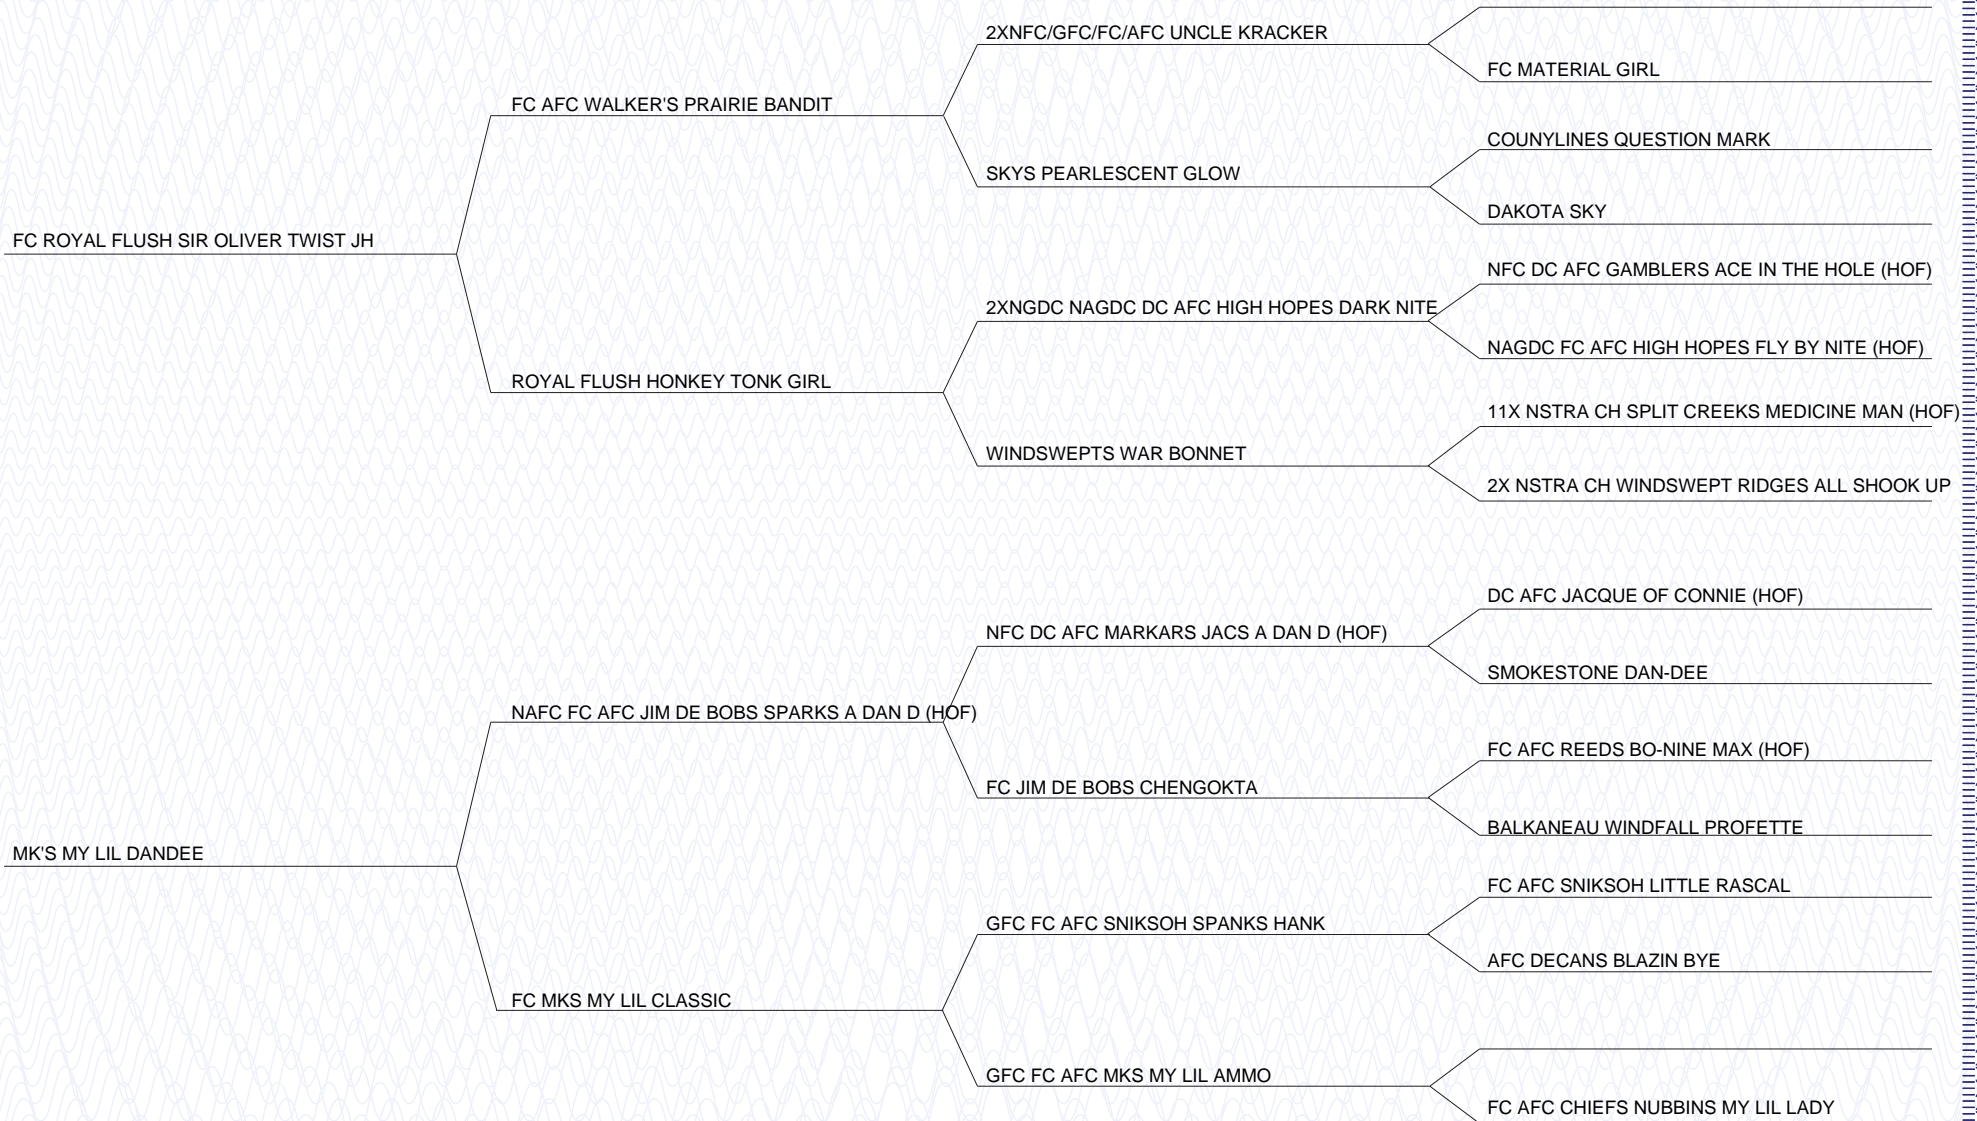 2XNFC/GFC/FC/AFC UNCLE KRACKER
FC MATERIAL GIRL
FC AFC WALKER'S PRAIRIE BANDIT
COUNYLINES QUESTION MARK
SKYS PEARLESCENT GLOW
DAKOTA SKY
FC ROYAL FLUSH SIR OLIVER TWIST JH
NFC DC AFC GAMBLERS ACE IN THE HOLE (HOF)
2XNGDC NAGDC DC AFC HIGH HOPES DARK NITE
NAGDC FC AFC HIGH HOPES FLY BY NITE (HOF)
ROYAL FLUSH HONKEY TONK GIRL
11X NSTRA CH SPLIT CREEKS MEDICINE MAN (HOF)
WINDSWEPTS WAR BONNET
2X NSTRA CH WINDSWEPT RIDGES ALL SHOOK UP
DC AFC JACQUE OF CONNIE (HOF)
NFC DC AFC MARKARS JACS A DAN D (HOF)
SMOKESTONE DAN-DEE
NAFC FC AFC JIM DE BOBS SPARKS A DAN D (HOF)
FC AFC REEDS BO-NINE MAX (HOF)
FC JIM DE BOBS CHENGOKTA
BALKANEAU WINDFALL PROFETTE
MK'S MY LIL DANDEE
FC AFC SNIKSOH LITTLE RASCAL
GFC FC AFC SNIKSOH SPANKS HANK
AFC DECANS BLAZIN BYE
FC MKS MY LIL CLASSIC
GFC FC AFC MKS MY LIL AMMO
FC AFC CHIEFS NUBBINS MY LIL LADY